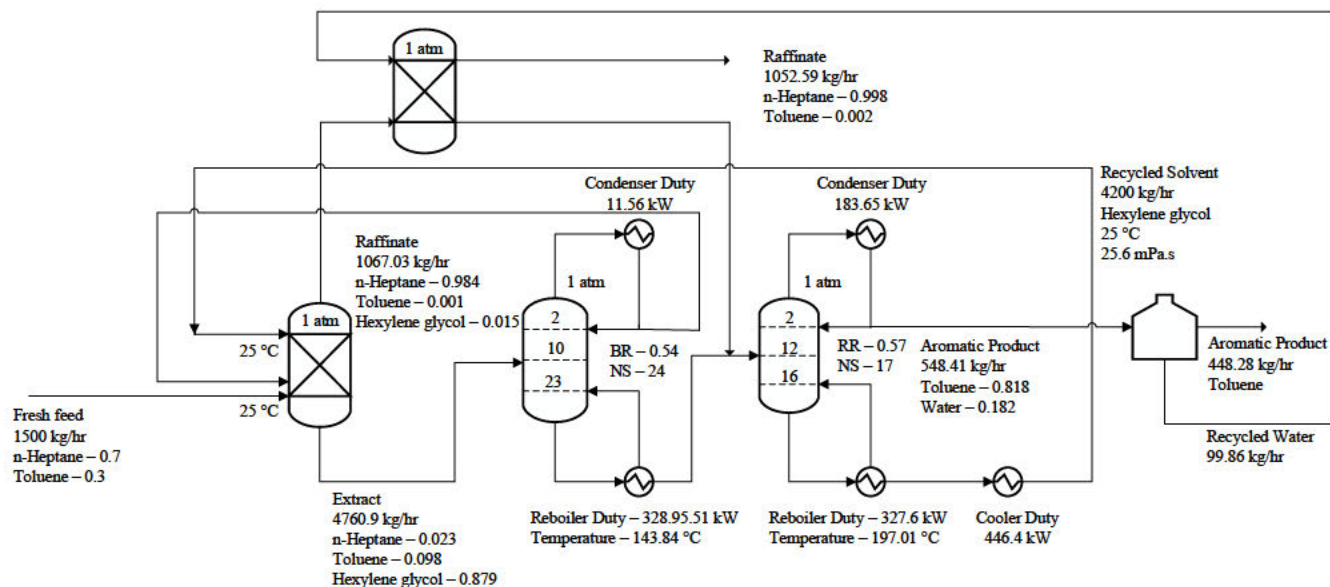 1 atm
Raffinate
1052.59 kg/hr
n-Heptane – 0.998
Toluene – 0.002
Condenser Duty
11.56 kW
Condenser Duty
183.65 kW
Recycled Solvent
4200 kg/hr
Hexylene glycol
25 °C
25.6 mPa.s
Raffinate
1067.03 kg/hr
n-Heptane – 0.984
Toluene – 0.001
Hexylene glycol – 0.015
1 atm
25 °C
25 °C
Fresh feed
1500 kg/hr
n-Heptane – 0.7
Toluene – 0.3
Extract
4760.9 kg/hr
n-Heptane – 0.023
Toluene – 0.098
Hexylene glycol – 0.879
1 atm
2
10
23
BR – 0.54
NS – 24
Reboiler Duty – 328.95.51 kW
Temperature – 143.84 °C
1 atm
2
12
16
RR – 0.57
NS – 17
Aromatic Product
548.41 kg/hr
Toluene – 0.818
Water – 0.182
Reboiler Duty – 327.6 kW
Temperature – 197.01 °C
Cooler Duty
446.4 kW
Aromatic Product
448.28 kg/hr
Toluene
Recycled Water
99.86 kg/hr